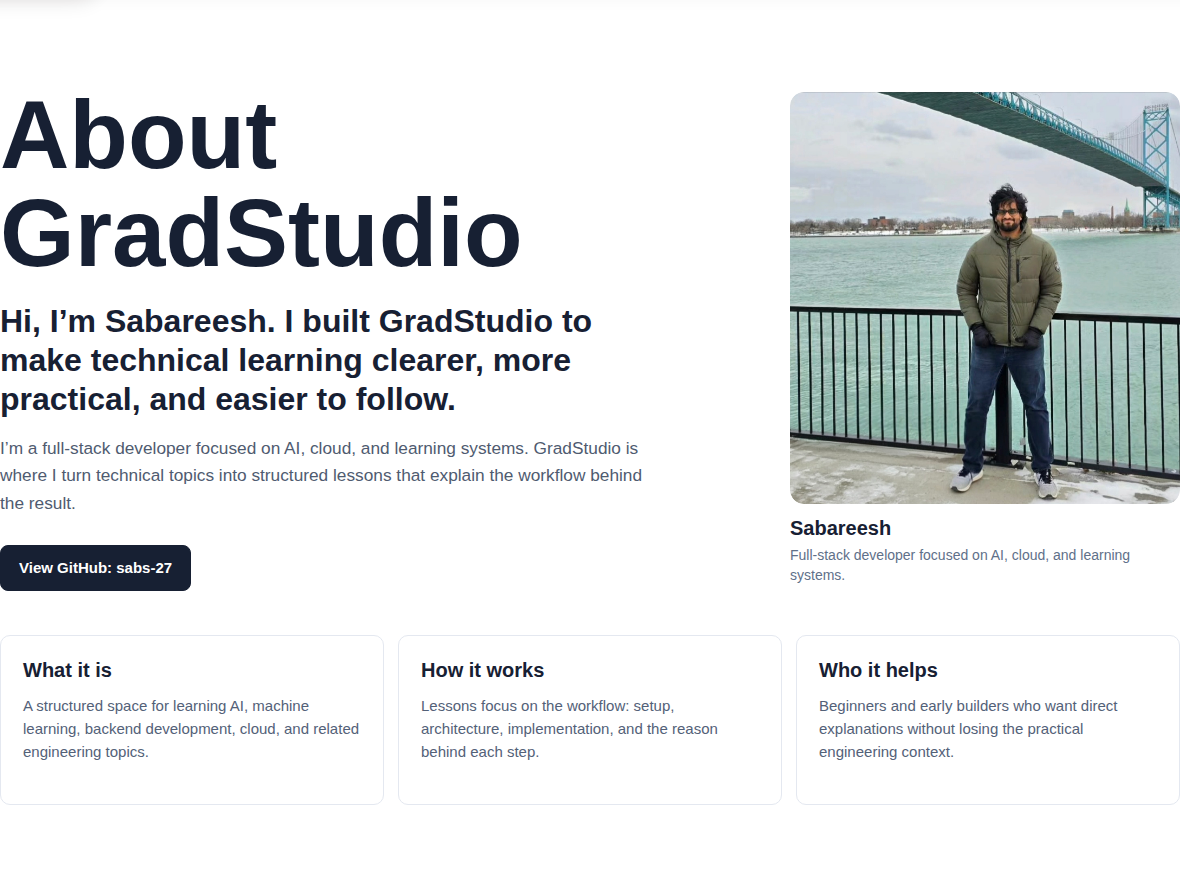 About
GradStudio
Hi, I’m Sabareesh. I built GradStudio to
make technical learning clearer, more
practical, and easier to follow.
I’m a full-stack developer focused on AI, cloud, and learning systems. GradStudio is
where I turn technical topics into structured lessons that explain the workflow behind
the result.
View GitHub: sabs-27
Sabareesh
Full-stack developer focused on AI, cloud, and learning
systems.
What it is
A structured space for learning AI, machine
learning, backend development, cloud, and related
engineering topics.
How it works
Lessons focus on the workflow: setup,
architecture, implementation, and the reason
behind each step.
Who it helps
Beginners and early builders who want direct
explanations without losing the practical
engineering context.